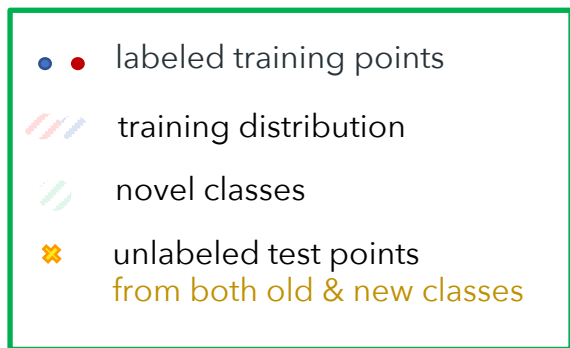 labeled training points
training distribution
novel classes
unlabeled test points
from both old & new classes